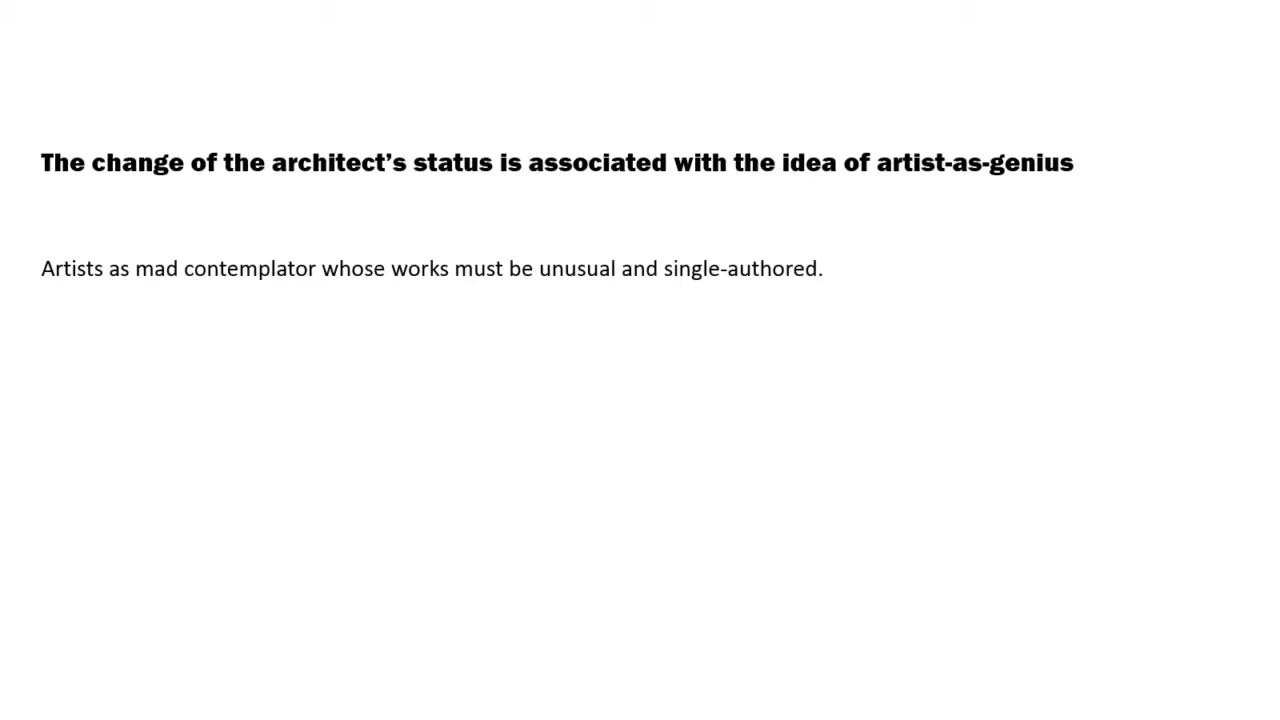 The change of the architect’s status is associated with the idea of artist-as-genius
Artists as mad contemplator whose works must be unusual and single-authored.